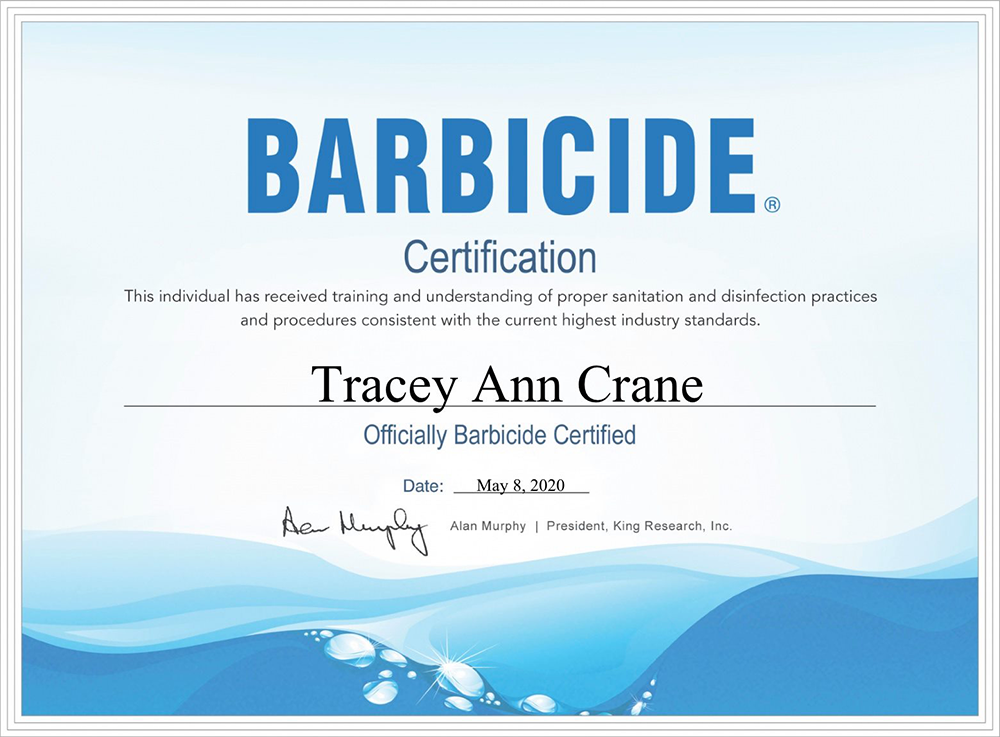 BARBICIDE®
Certification
This individual has received training and understanding of proper sanitation and disinfection practices
and procedures consistent with the current highest industry standards.
Tracey Ann Crane
Officially Barbicide Certified
Date: May 8, 2020
Alan Murphy Alan Murphy | President, King Research, Inc.